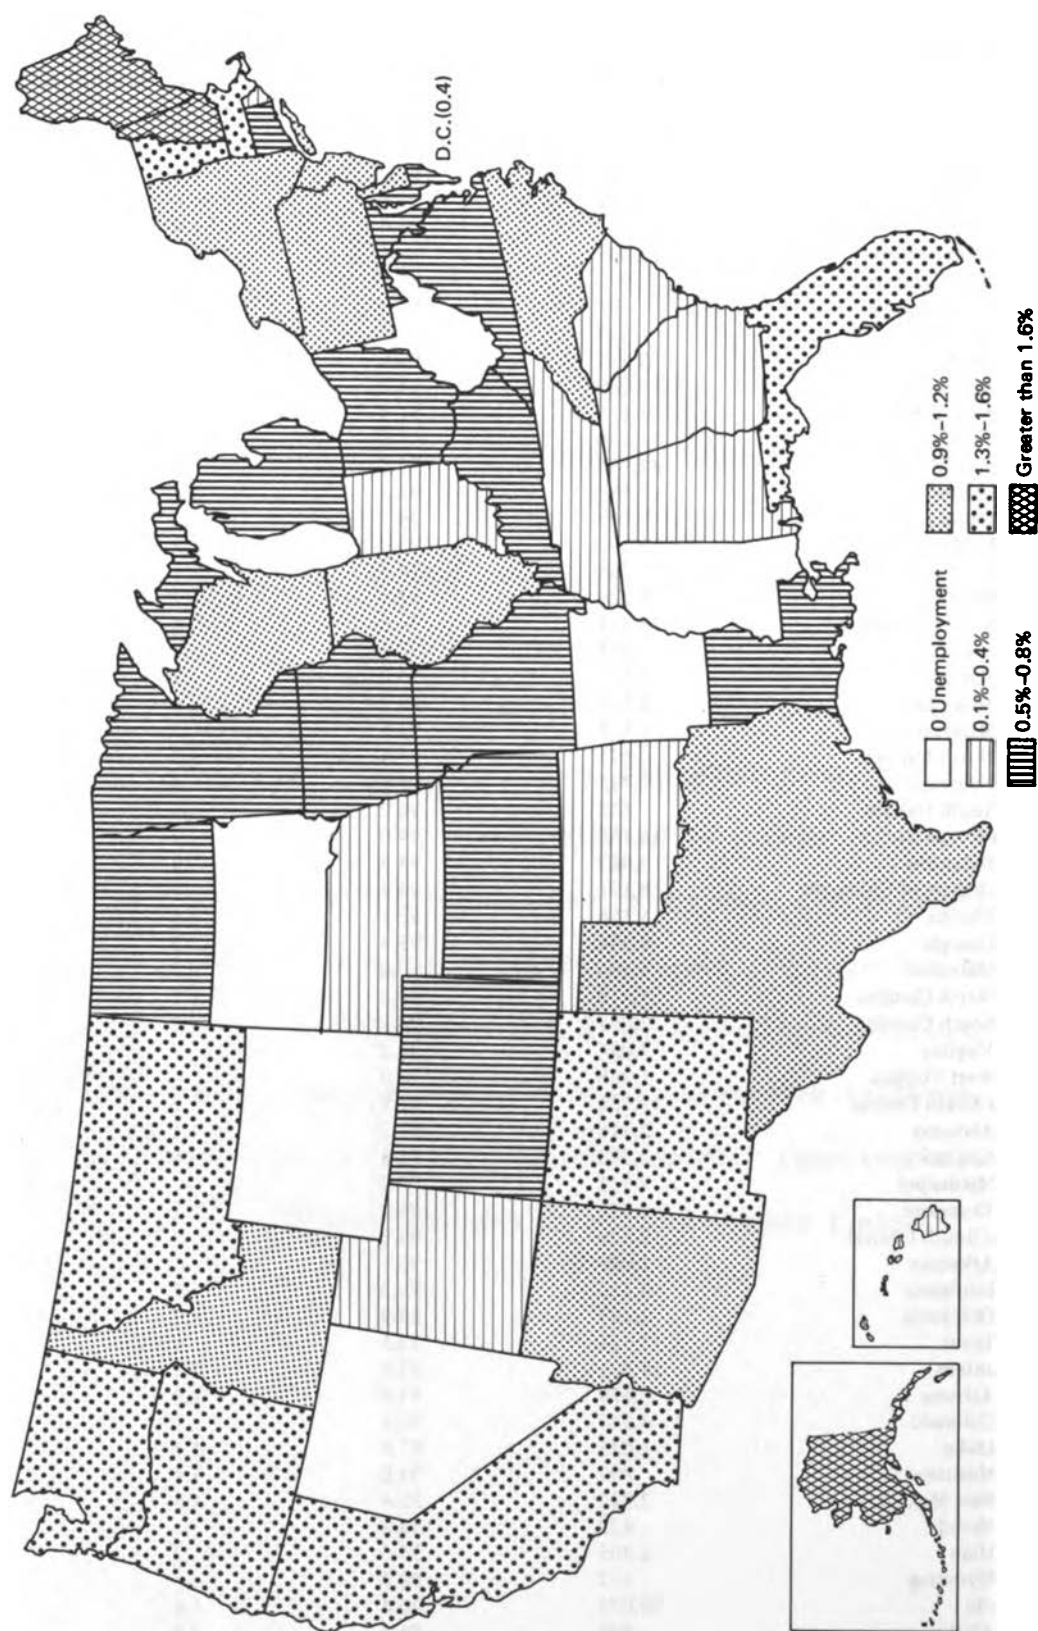 D.C.(0.4)
0 Unemployment
0.1%–0.4%
0.5%–0.8%
0.9%–1.2%
1.3%–1.6%
Greater than 1.6%